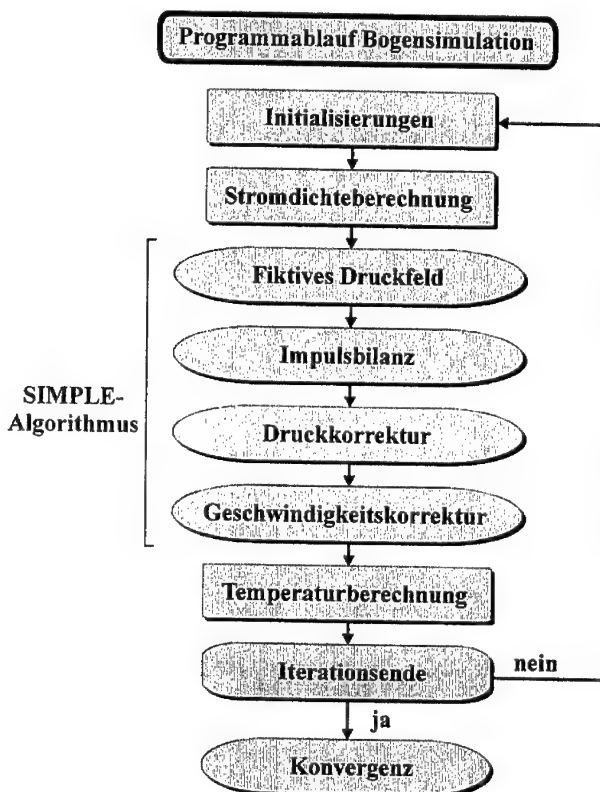 Programmablauf Bogensimulation
Initialisierungen
Stromdichteberechnung
Fiktives Druckfeld
Impulsbilanz
SIMPLE-
Algorithmus
Druckkorrektur
Geschwindigkeitskorrektur
Temperaturberechnung
Iterationsende
nein
ja
Konvergenz